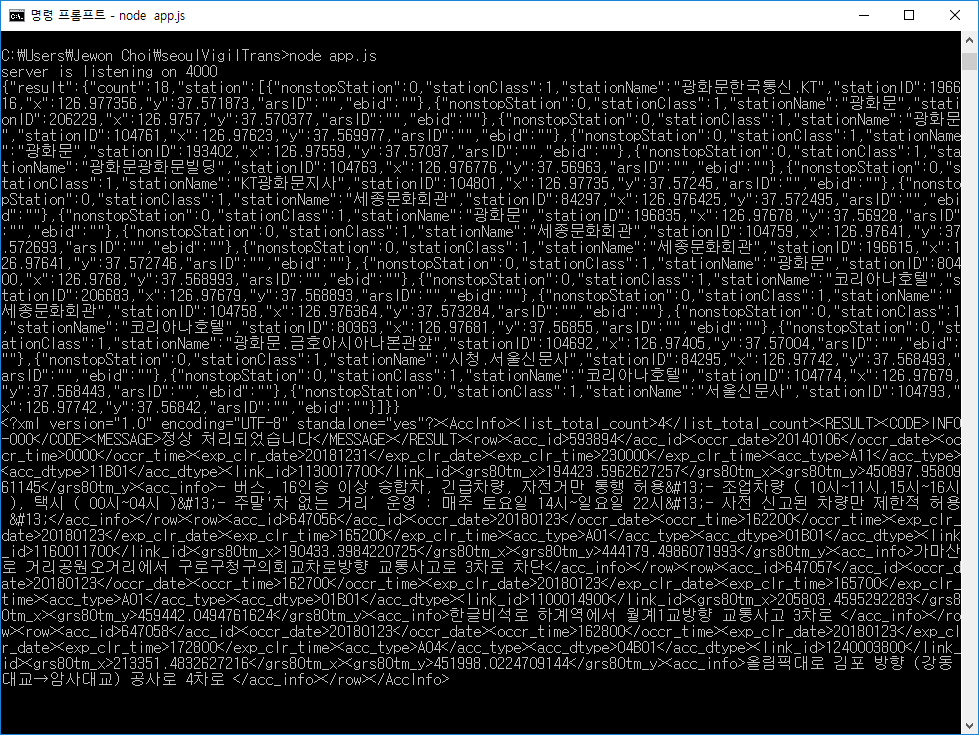 명령 프롬프트 - node  app.js
C:\Users\Jewon Choi\seoulVigilTrans>node app.js
server is listening on 4000
{"result":{"count":18,"station":[{"nonstopStation":0,"stationClass":1,"stationName":"광화문한국통신.KT","stationID":1966
16,"x":126.977356,"y":37.571873,"arsID":"","ebid":""},{"nonstopStation":0,"stationClass":1,"stationName":"광화문","stati
onID":206229,"x":126.9757,"y":37.570377,"arsID":"","ebid":""},{"nonstopStation":0,"stationClass":1,"stationName":"광화문
","stationID":104761,"x":126.97623,"y":37.569977,"arsID":"","ebid":""},{"nonstopStation":0,"stationClass":1,"stationName"
:"광화문","stationID":193402,"x":126.97559,"y":37.57037,"arsID":"","ebid":""},{"nonstopStation":0,"stationClass":1,"sta
tionName":"광화문광화문빌딩","stationID":104763,"x":126.976776,"y":37.56963,"arsID":"","ebid":""},{"nonstopStation":0,"s
tationClass":1,"stationName":"KT광화문지사","stationID":104801,"x":126.97735,"y":37.57245,"arsID":"","ebid":""},{"nonsto
pStation":0,"stationClass":1,"stationName":"세종문화회관","stationID":84297,"x":126.976425,"y":37.572495,"arsID":"","ebi
d":""},{"nonstopStation":0,"stationClass":1,"stationName":"광화문","stationID":196835,"x":126.97678,"y":37.56928,"arsID"
:"","ebid":""},{"nonstopStation":0,"stationClass":1,"stationName":"세종문화회관","stationID":104759,"x":126.97641,"y":37
.572693,"arsID":"","ebid":""},{"nonstopStation":0,"stationClass":1,"stationName":"세종문화회관","stationID":196615,"x":1
26.97641,"y":37.572746,"arsID":"","ebid":""},{"nonstopStation":0,"stationClass":1,"stationName":"광화문","stationID":804
00,"x":126.9768,"y":37.568993,"arsID":"","ebid":""},{"nonstopStation":0,"stationClass":1,"stationName":"코리아나호텔","s
tationID":206683,"x":126.97679,"y":37.568893,"arsID":"","ebid":""},{"nonstopStation":0,"stationClass":1,"stationName":"
세종문화회관","stationID":104758,"x":126.976364,"y":37.573284,"arsID":"","ebid":""},{"nonstopStation":0,"stationClass":1
,"stationName":"코리아나호텔","stationID":80363,"x":126.97681,"y":37.56855,"arsID":"","ebid":""},{"nonstopStation":0,"st
ationClass":1,"stationName":"광화문.금호아시아나본관앞","stationID":104692,"x":126.97405,"y":37.57004,"arsID":"","ebid":
""},{"nonstopStation":0,"stationClass":1,"stationName":"시청.서울신문사","stationID":84295,"x":126.97742,"y":37.568493,"
arsID":"","ebid":""},{"nonstopStation":0,"stationClass":1,"stationName":"코리아나호텔","stationID":104774,"x":126.97679,
"y":37.568443,"arsID":"","ebid":""},{"nonstopStation":0,"stationClass":1,"stationName":"서울신문사","stationID":104793,"
x":126.97742,"y":37.56842,"arsID":"","ebid":""}]}}
<?xml version="1.0" encoding="UTF-8" standalone="yes"?><AccInfo><list_total_count>4</list_total_count><RESULT><CODE>INFO
-000</CODE><MESSAGE>정상 처리되었습니다</MESSAGE></RESULT><row><acc_id>593894</acc_id><occr_date>20140106</occr_date><oc
cr_time>0000</occr_time><exp_clr_date>20181231</exp_clr_date><exp_clr_time>230000</exp_clr_time><acc_type>A11</acc_type>
<acc_dtype>11B01</acc_dtype><link_id>1130017700</link_id><grs80tm_x>194423.5962627257</grs80tm_x><grs80tm_y>450897.95809
61145</grs80tm_y><acc_info>- 버스, 16인승 이상 승합차, 긴급차량, 자전거만 통행 허용&#13;- 조업차량 ( 10시~11시,15시~16시
), 택시 ( 00시~04시 )&#13;- 주말'차 없는 거리' 운영 : 매주 토요일 14시~일요일 22시&#13;- 사전 신고된 차량만 제한적 허용
 &#13;</acc_info></row><row><acc_id>647056</acc_id><occr_date>20180123</occr_date><occr_time>162200</occr_time><exp_clr_
date>20180123</exp_clr_date><exp_clr_time>165200</exp_clr_time><acc_type>A01</acc_type><acc_dtype>01B01</acc_dtype><link
_id>1160011700</link_id><grs80tm_x>190433.3984220725</grs80tm_x><grs80tm_y>444179.4986071993</grs80tm_y><acc_info>가마산
로 거리공원오거리에서 구로구청구의회교차로방향 교통사고로 3차로 차단</acc_info></row><row><acc_id>647057</acc_id><occr_d
ate>20180123</occr_date><occr_time>162700</occr_time><exp_clr_date>20180123</exp_clr_date><exp_clr_time>165700</exp_clr_
time><acc_type>A01</acc_type><acc_dtype>01B01</acc_dtype><link_id>1100014900</link_id><grs80tm_x>205803.4595292283</grs8
0tm_x><grs80tm_y>459442.0494761624</grs80tm_y><acc_info>한글비석로 하계역에서 월계1교방향 교통사고 3차로 </acc_info></ro
w><row><acc_id>647058</acc_id><occr_date>20180123</occr_date><occr_time>162800</occr_time><exp_clr_date>20180123</exp_cl
r_date><exp_clr_time>172800</exp_clr_time><acc_type>A04</acc_type><acc_dtype>04B01</acc_dtype><link_id>1240003800</link_
id><grs80tm_x>213351.4832627216</grs80tm_x><grs80tm_y>451998.0224709144</grs80tm_y><acc_info>올림픽대로 김포 방향 (강동
대교→암사대교) 공사로 4차로 </acc_info></row></AccInfo>